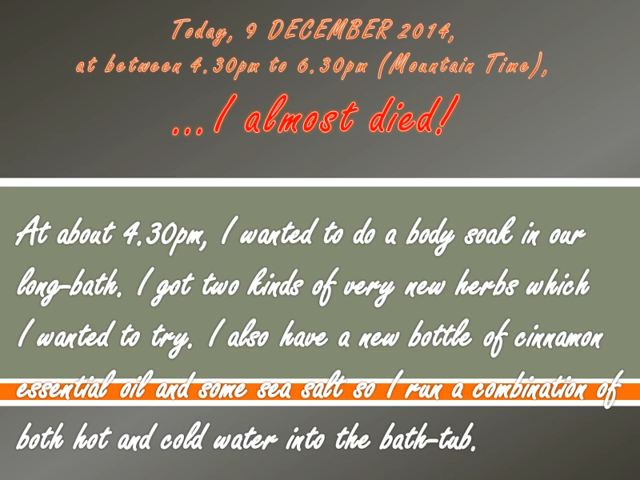 Today, 9 DECEMBER 2014,
at between 4.30pm to 6.30pm (Mountain Time),
...I almost died!
At about 4.30pm, I wanted to do a body soak in our
long-bath. I got two kinds of very new herbs which
I wanted to try. I also have a new bottle of cinnamon
essential oil and some sea salt so I run a combination of
both hot and cold water into the bath-tub.